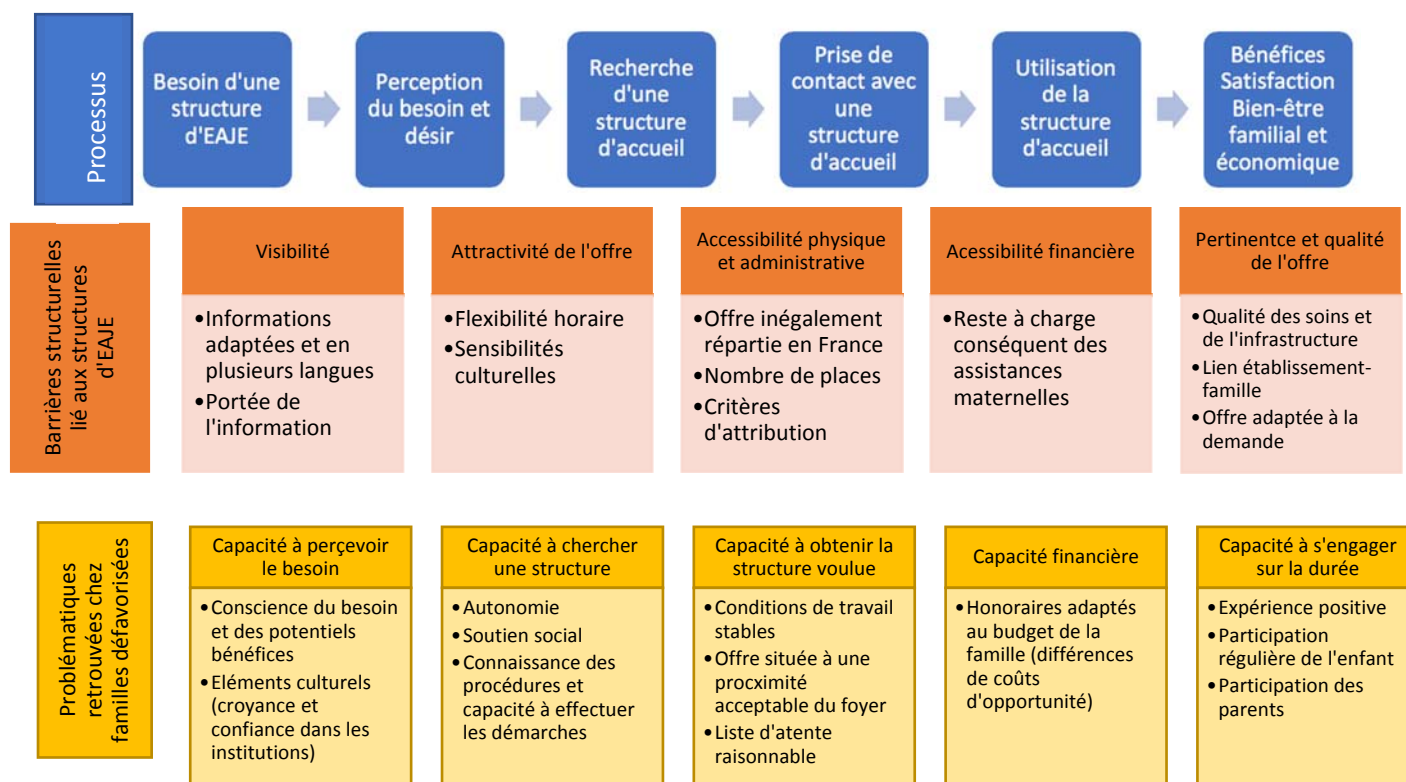 Processus
Besoin d'une
structure
d'EAJE
Perception
du besoin et
désir
Recherche
d'une
structure
d'accueil
Prise de
contact avec
une
structure
d'accueil
Utilisation
de la
structure
d'accueil
Bénéfices
Satisfaction
Bien-être
familial et
économique
Barrières structurelles
lié aux structures
d'EAJE
Visibilité
•Informations
adaptées et en
plusieurs langues
•Portée de
l'information
Attractivité de l'offre
•Flexibilité horaire
•Sensibilités
culturelles
Accessibilité physique
et administrative
•Offre inégalement
répartie en France
•Nombre de places
•Critères
d'attribution
Acessibilité financière
•Reste à charge
conséquent des
assistances
maternelles
Pertinentce et qualité
de l'offre
•Qualité des soins et
de l'infrastructure
•Lien établissement-
famille
•Offre adaptée à la
demande
Problématiques
retrouvées chez
familles défavorisées
Capacité à perçevoir
le besoin
• Conscience du besoin
et des potentiels
bénéfices
• Eléments culturels
(croyance et
confiance dans les
institutions)
Capacité à chercher
une structure
• Autonomie
• Soutien social
• Connaissance des
procédures et
capacité à effectuer
les démarches
Capacité à obtenir la
structure voulue
• Conditions de travail
stables
• Offre située à une
procximité
acceptable du foyer
• Liste d'atente
raisonnable
Capacité financière
• Honoraires adaptés
au budget de la
famille (différences
de coûts
d'opportunité)
Capacité à s'engager
sur la durée
• Expérience positive
• Participation
régulière de l'enfant
• Participation des
parents